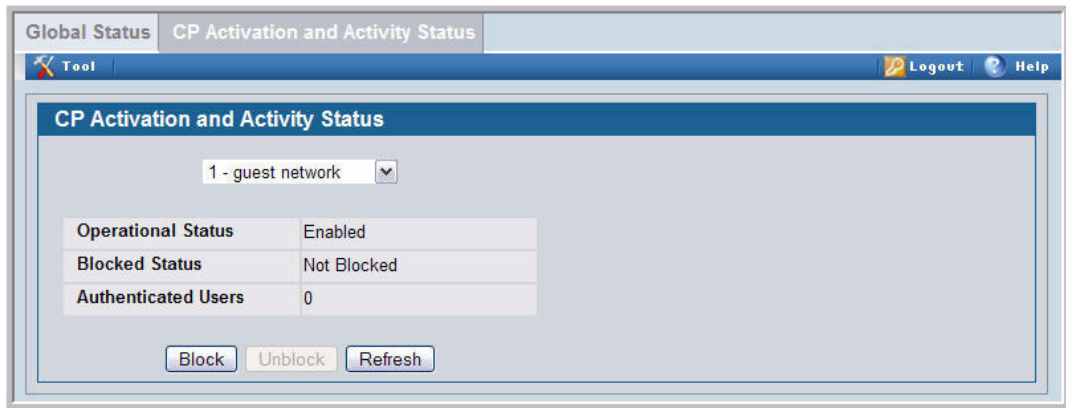 Global Status CP Activation and Activity Status
Tool Logout Help
CP Activation and Activity Status
1 - guest network
Operational Status Enabled
Blocked Status Not Blocked
Authenticated Users 0
Block Unblock Refresh